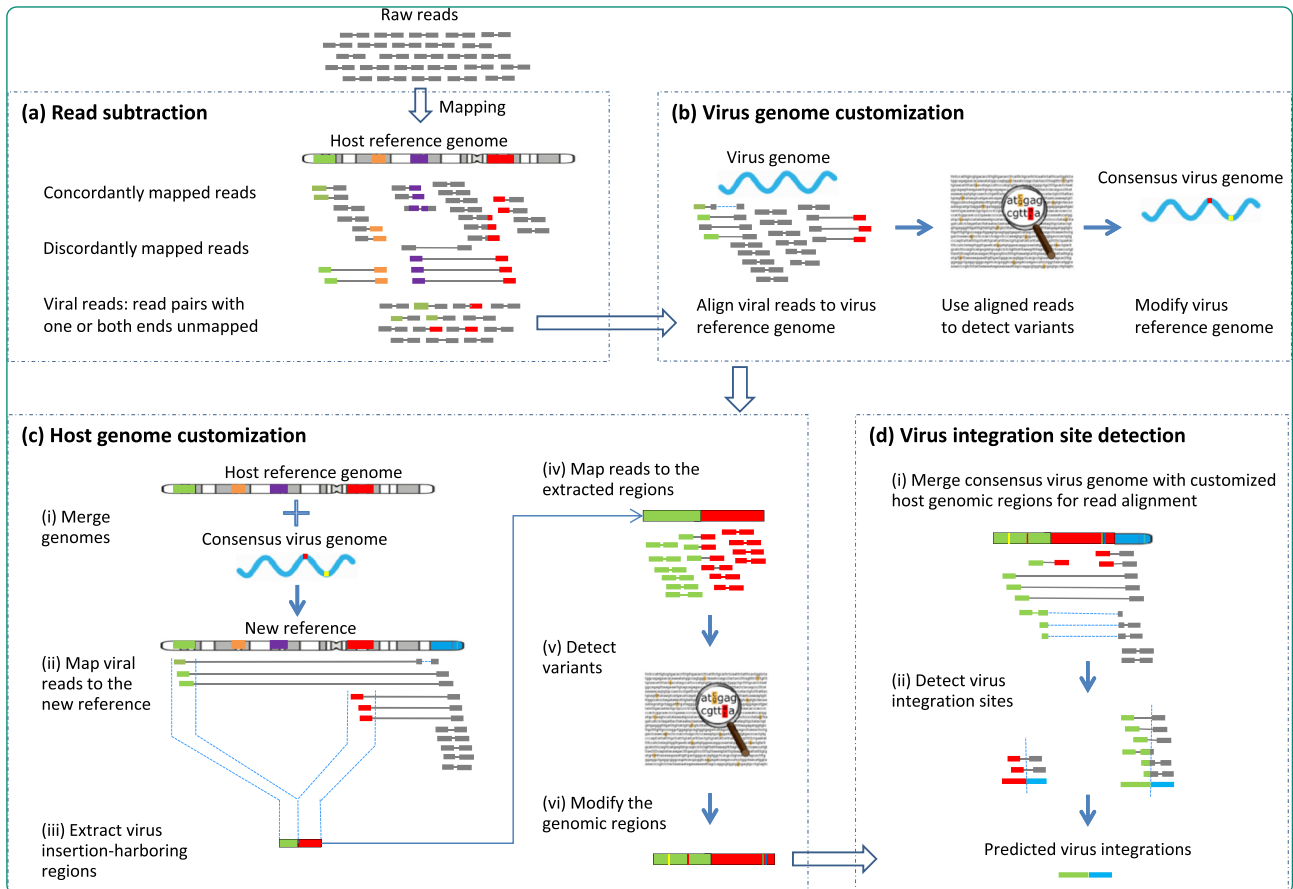 Raw reads
(a) Read subtraction
Mapping
Host reference genome
Concordantly mapped reads
Discordantly mapped reads
Viral reads: read pairs with
one or both ends unmapped
(b) Virus genome customization
Virus genome
at g gag
cgtt t a
Consensus virus genome
Align viral reads to virus
reference genome
Use aligned reads
to detect variants
Modify virus
reference genome
(c) Host genome customization
Host reference genome
(i) Merge
genomes
Consensus virus genome
New reference
(ii) Map viral
reads to the
new reference
(iii) Extract virus
insertion-harboring
regions
(iv) Map reads to the
extracted regions
(v) Detect
variants
at g gag
cgtt t a
(vi) Modify the
genomic regions
(d) Virus integration site detection
(i) Merge consensus virus genome with customized
host genomic regions for read alignment
(ii) Detect virus
integration sites
Predicted virus integrations